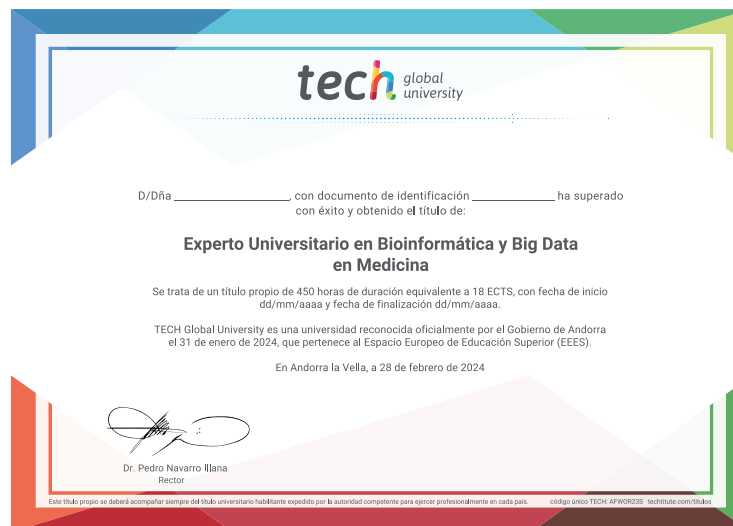 tech global university
D/Dña ____________________, con documento de identificación ______________ ha superado
con éxito y obtenido el título de:
Experto Universitario en Bioinformática y Big Data
en Medicina
Se trata de un título propio de 450 horas de duración equivalente a 18 ECTS, con fecha de inicio
dd/mm/aaaa y fecha de finalización dd/mm/aaaa.
TECH Global University es una universidad reconocida oficialmente por el Gobierno de Andorra
el 31 de enero de 2024, que pertenece al Espacio Europeo de Educación Superior (EEES).
En Andorra la Vella, a 28 de febrero de 2024
Dr. Pedro Navarro Illana
Rector
Este título propio se deberá acompañar siempre del título universitario habilitante expedido por la autoridad competente para ejercer profesionalmente en cada país. código único TECH: AFWOR23S techtitute.com/titulos